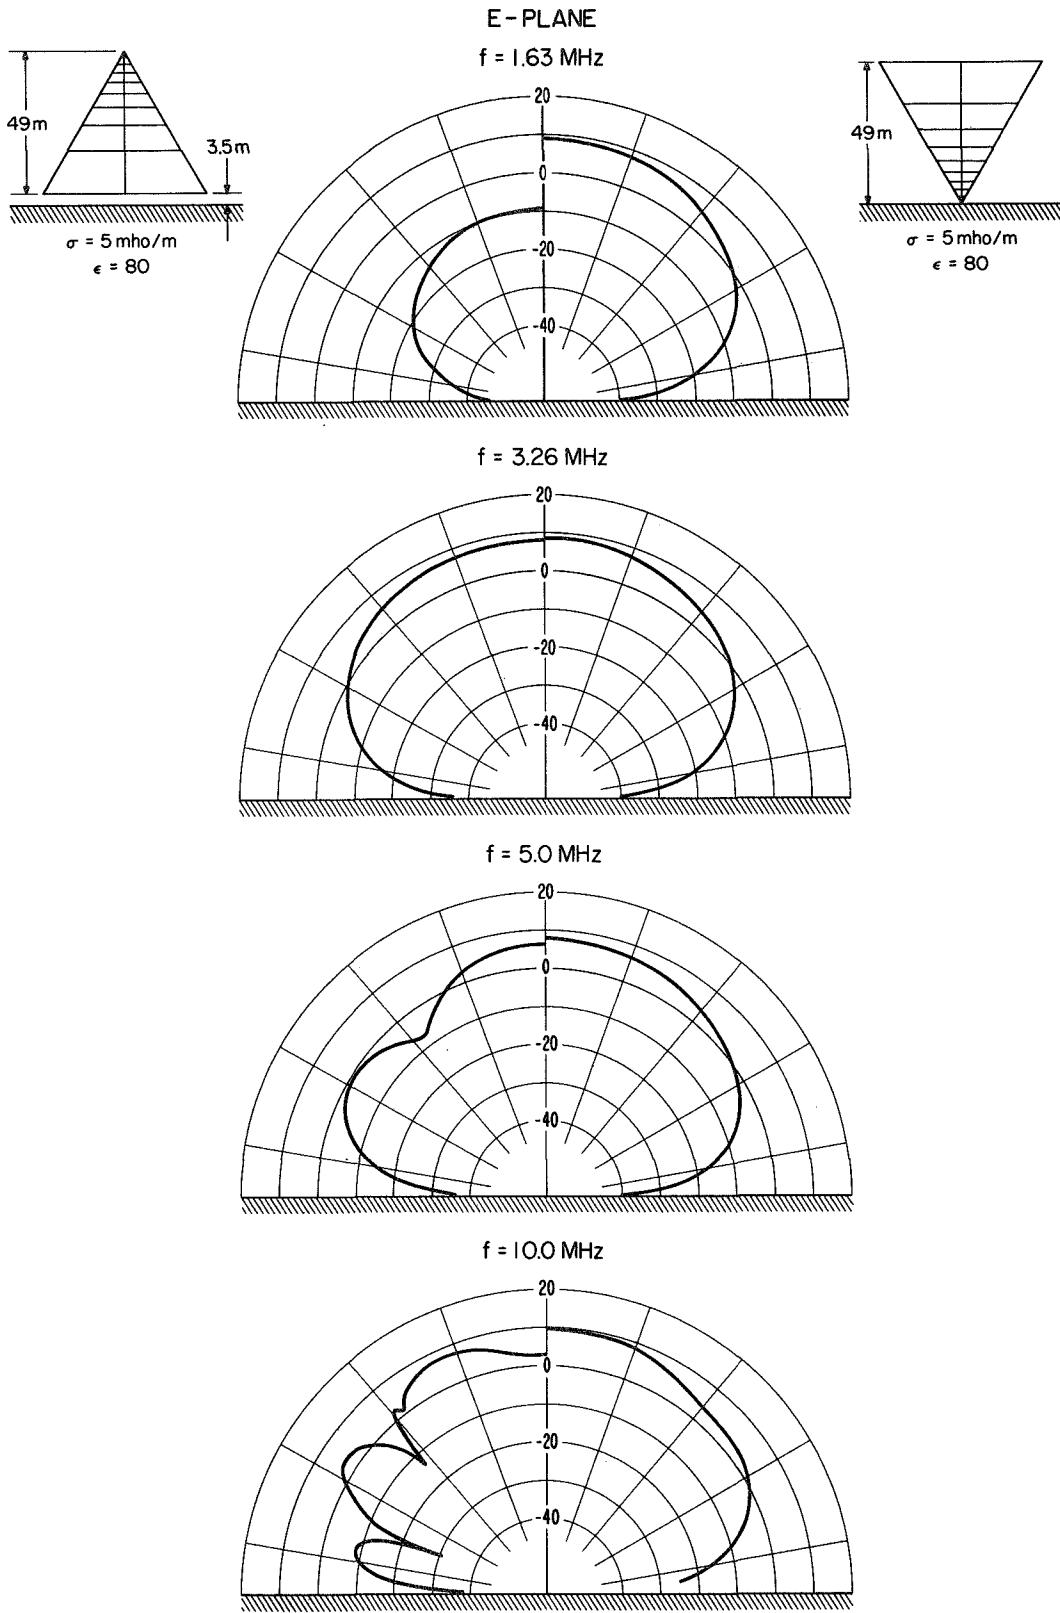 E-PLANE
f = 1.63 MHz
49m
3.5m
σ = 5 mho/m
ϵ = 80
49m
σ = 5 mho/m
ϵ = 80
20
0
-20
-40
f = 3.26 MHz
20
0
-20
-40
f = 5.0 MHz
20
0
-20
-40
f = 10.0 MHz
20
0
-20
-40